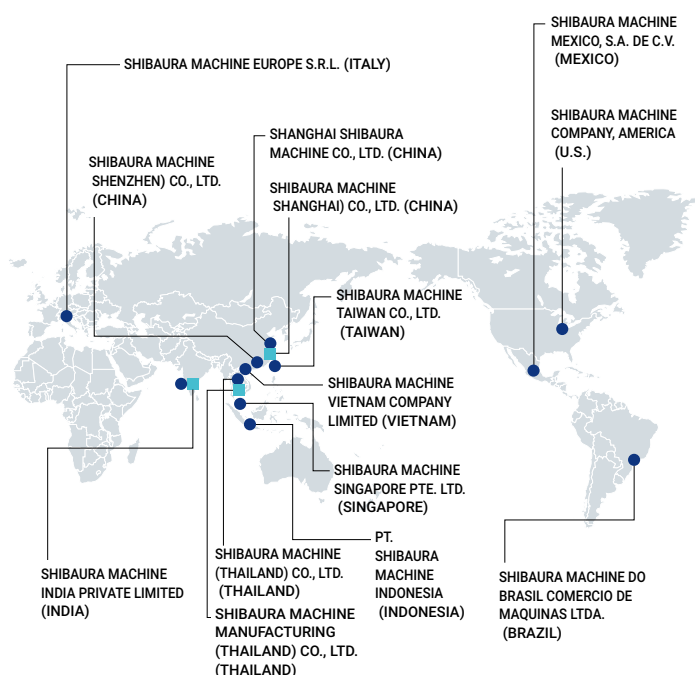 SHIBAURA MACHINE
MEXICO, S.A. DE C.V.
(MEXICO)
SHIBAURA MACHINE EUROPE S.R.L. (ITALY)
SHIBAURA MACHINE
COMPANY, AMERICA
(U.S.)
SHANGHAI SHIBAURA
MACHINE CO., LTD. (CHINA)
SHIBAURA MACHINE
SHENZHEN) CO., LTD.
(CHINA)
SHIBAURA MACHINE
SHANGHAI) CO., LTD. (CHINA)
SHIBAURA MACHINE
TAIWAN CO., LTD.
(TAIWAN)
SHIBAURA MACHINE
VIETNAM COMPANY
LIMITED (VIETNAM)
SHIBAURA MACHINE
SINGAPORE PTE. LTD.
(SINGAPORE)
PT.
SHIBAURA
MACHINE
INDONESIA
(INDONESIA)
SHIBAURA MACHINE
(THAILAND) CO., LTD.
(THAILAND)
SHIBAURA MACHINE
INDIA PRIVATE LIMITED
(INDIA)
SHIBAURA MACHINE DO
BRASIL COMERCIO DE
MAQUINAS LTDA.
(BRAZIL)
SHIBAURA MACHINE
MANUFACTURING
(THAILAND) CO., LTD.
(THAILAND)